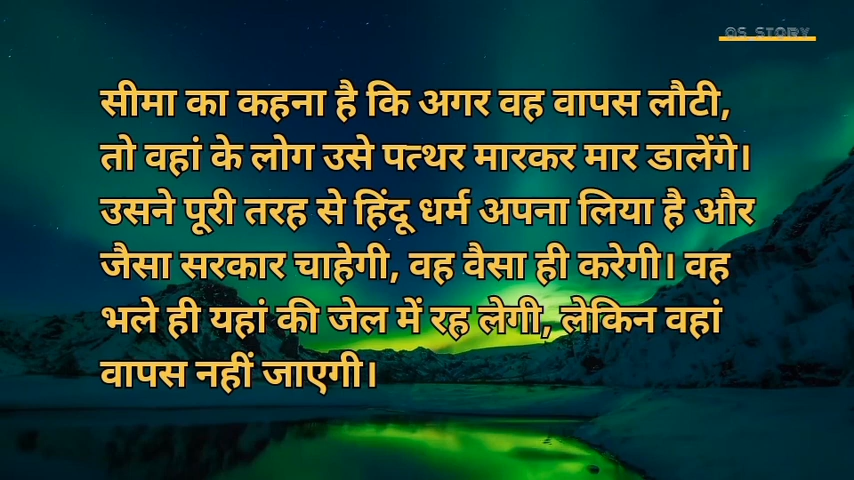 @S STORY
सीमा का कहना है कि अगर वह वापस लौटी,
तो वहां के लोग उसे पत्थर मारकर मार डालेंगे।
उसने पूरी तरह से हिंदू धर्म अपना लिया है और
जैसा सरकार चाहेगी, वह वैसा ही करेगी। वह
भले ही यहां की जेल में रह लेगी, लेकिन वहां
वापस नहीं जाएगी।